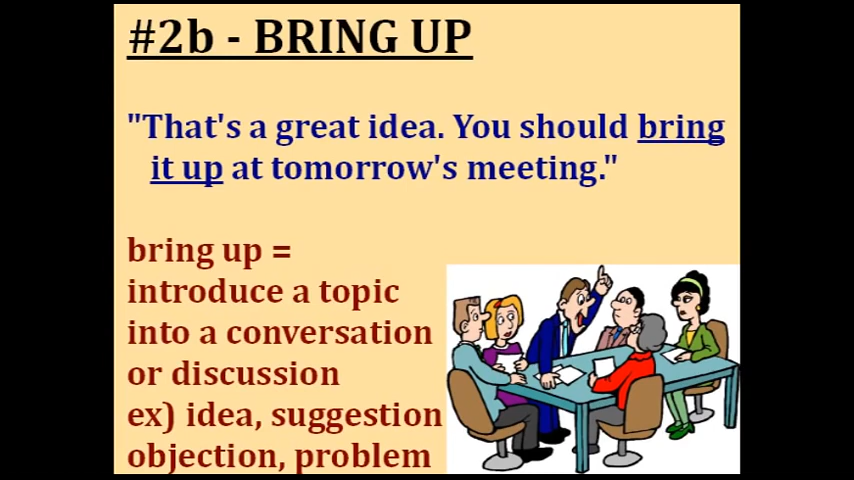 #2b - BRING UP
"That's a great idea. You should bring
it up at tomorrow's meeting."
bring up =
introduce a topic
into a conversation
or discussion
ex) idea, suggestion
objection, problem